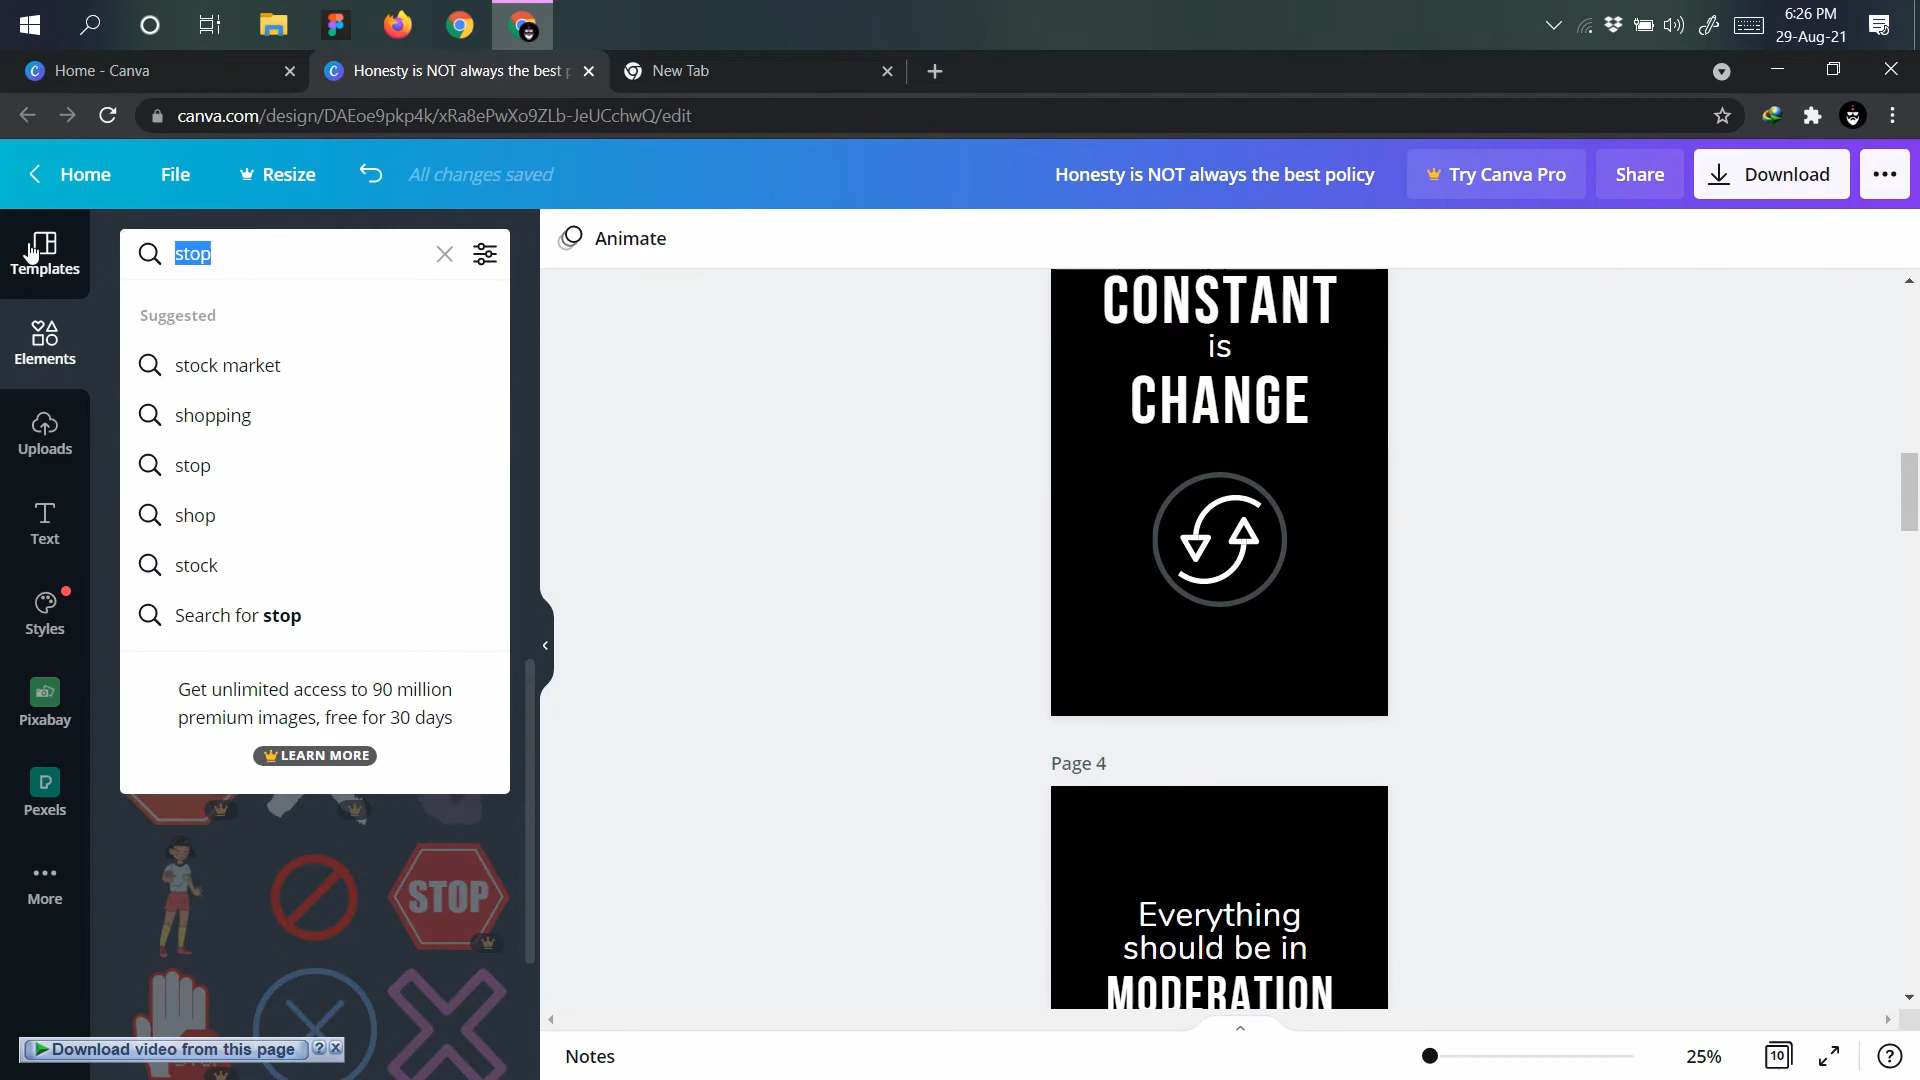 6:26 PM
29-Aug-21
Home - Canva
Honesty is NOT always the best p
New Tab
canva.com/design/DAEoe9pkp4k/xRa8ePwXo9ZLb-JeUCchwQ/edit
Home
File
Resize
All changes saved
Honesty is NOT always the best policy
Try Canva Pro
Share
Download
Templates
Elements
Uploads
Text
Styles
Pixabay
Pexels
More
stop
Suggested
stock market
shopping
stop
shop
stock
Search for stop
Get unlimited access to 90 million
premium images, free for 30 days
LEARN MORE
STOP
Download video from this page
?
Animate
CONSTANT
is
CHANGE
Page 4
Everything
should be in
MODERATION
Notes
25%
10
?